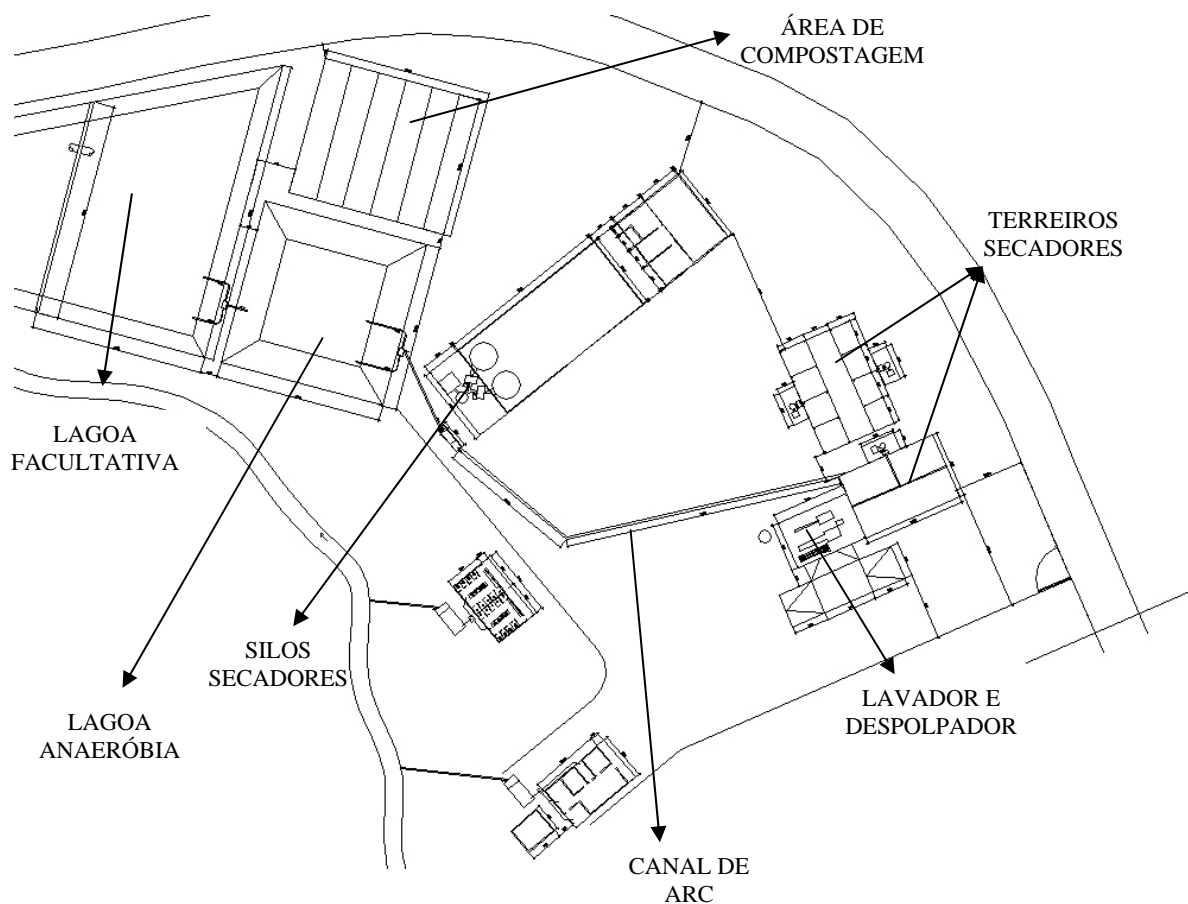 ÁREA DE
COMPOSTAGEM
TERREIROS
SECADORES
LAGOA
FACULTATIVA
SILOS
SECADORES
LAVADOR E
DESPOLPADOR
LAGOA
ANAERÓBIA
CANAL DE
ARC